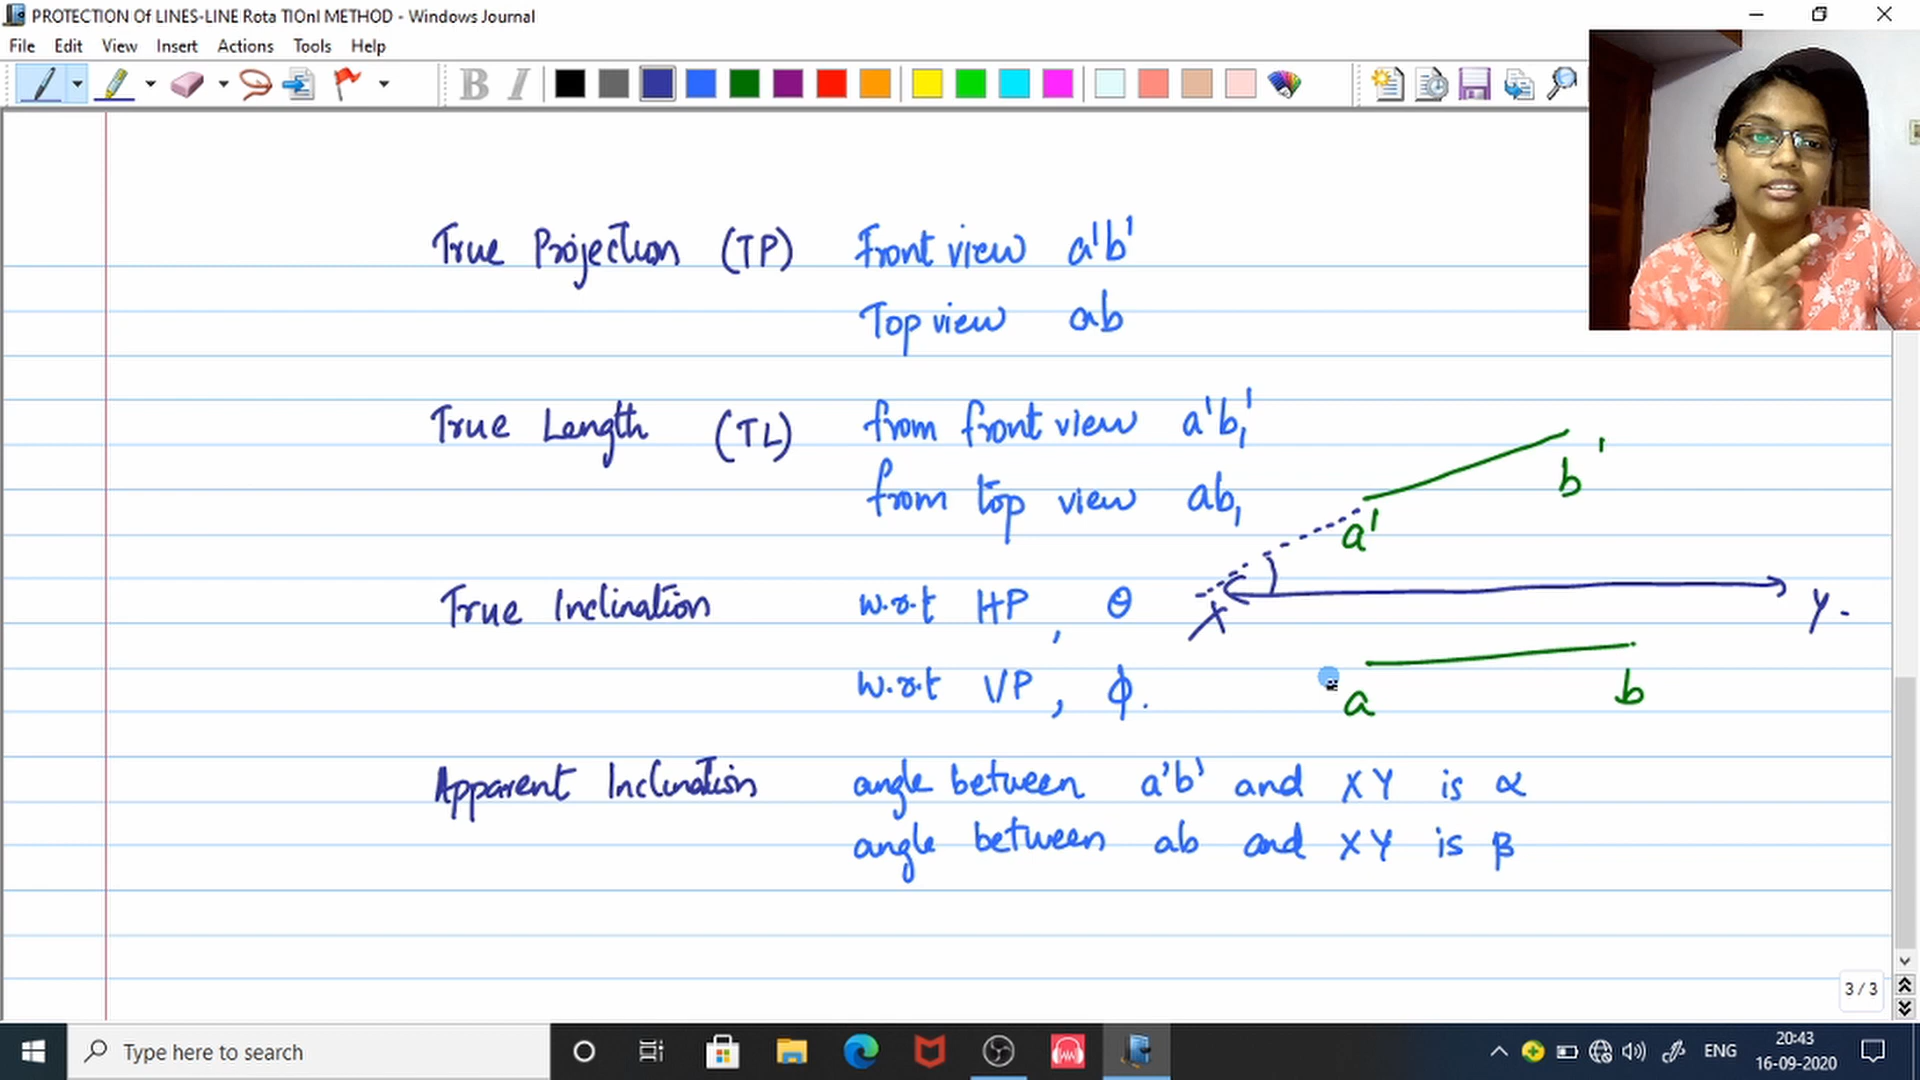 PROTECTION Of LINES-LINE Rota TIOnI METHOD - Windows Journal
File Edit View Insert Actions Tools Help
B I
True Projection (TP) Front view a'b'
Top view ab
True Length (TL) from front view a'b₁'
from top view ab₁
b'
a'
True Inclination w.r.t HP, θ
X Y.
w.r.t VP, ϕ.
a b
Apparent Inclination angle between a'b' and XY is α
angle between ab and XY is β
3 / 3
Type here to search
ENG
20:43
16-09-2020